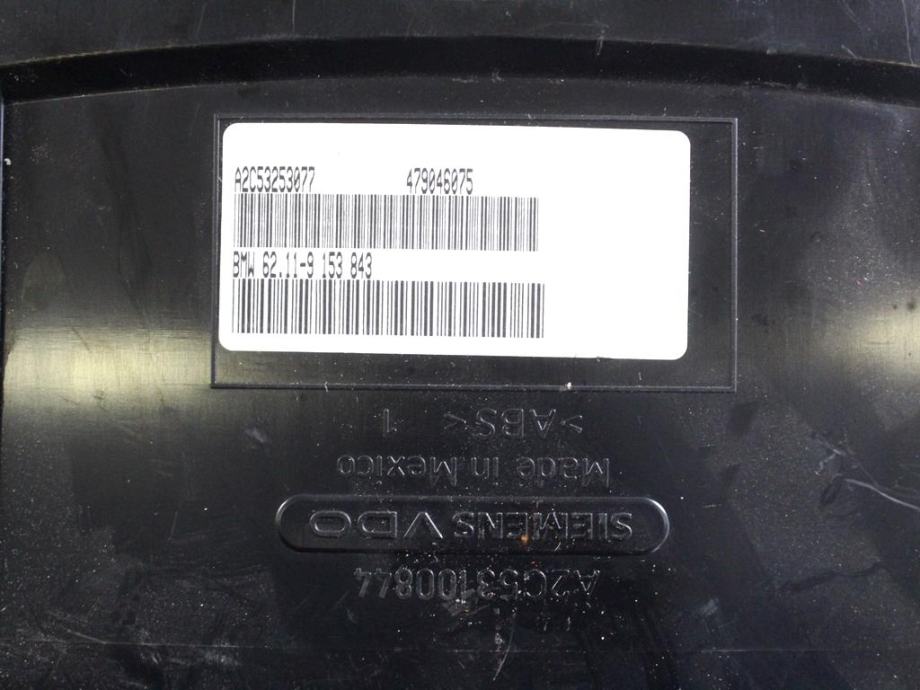 A2C53253077 479046075
BMW 62.11-9 153 843
>ABS< 1
Made in Mexico
SIEMENS VDO
A2C53100844